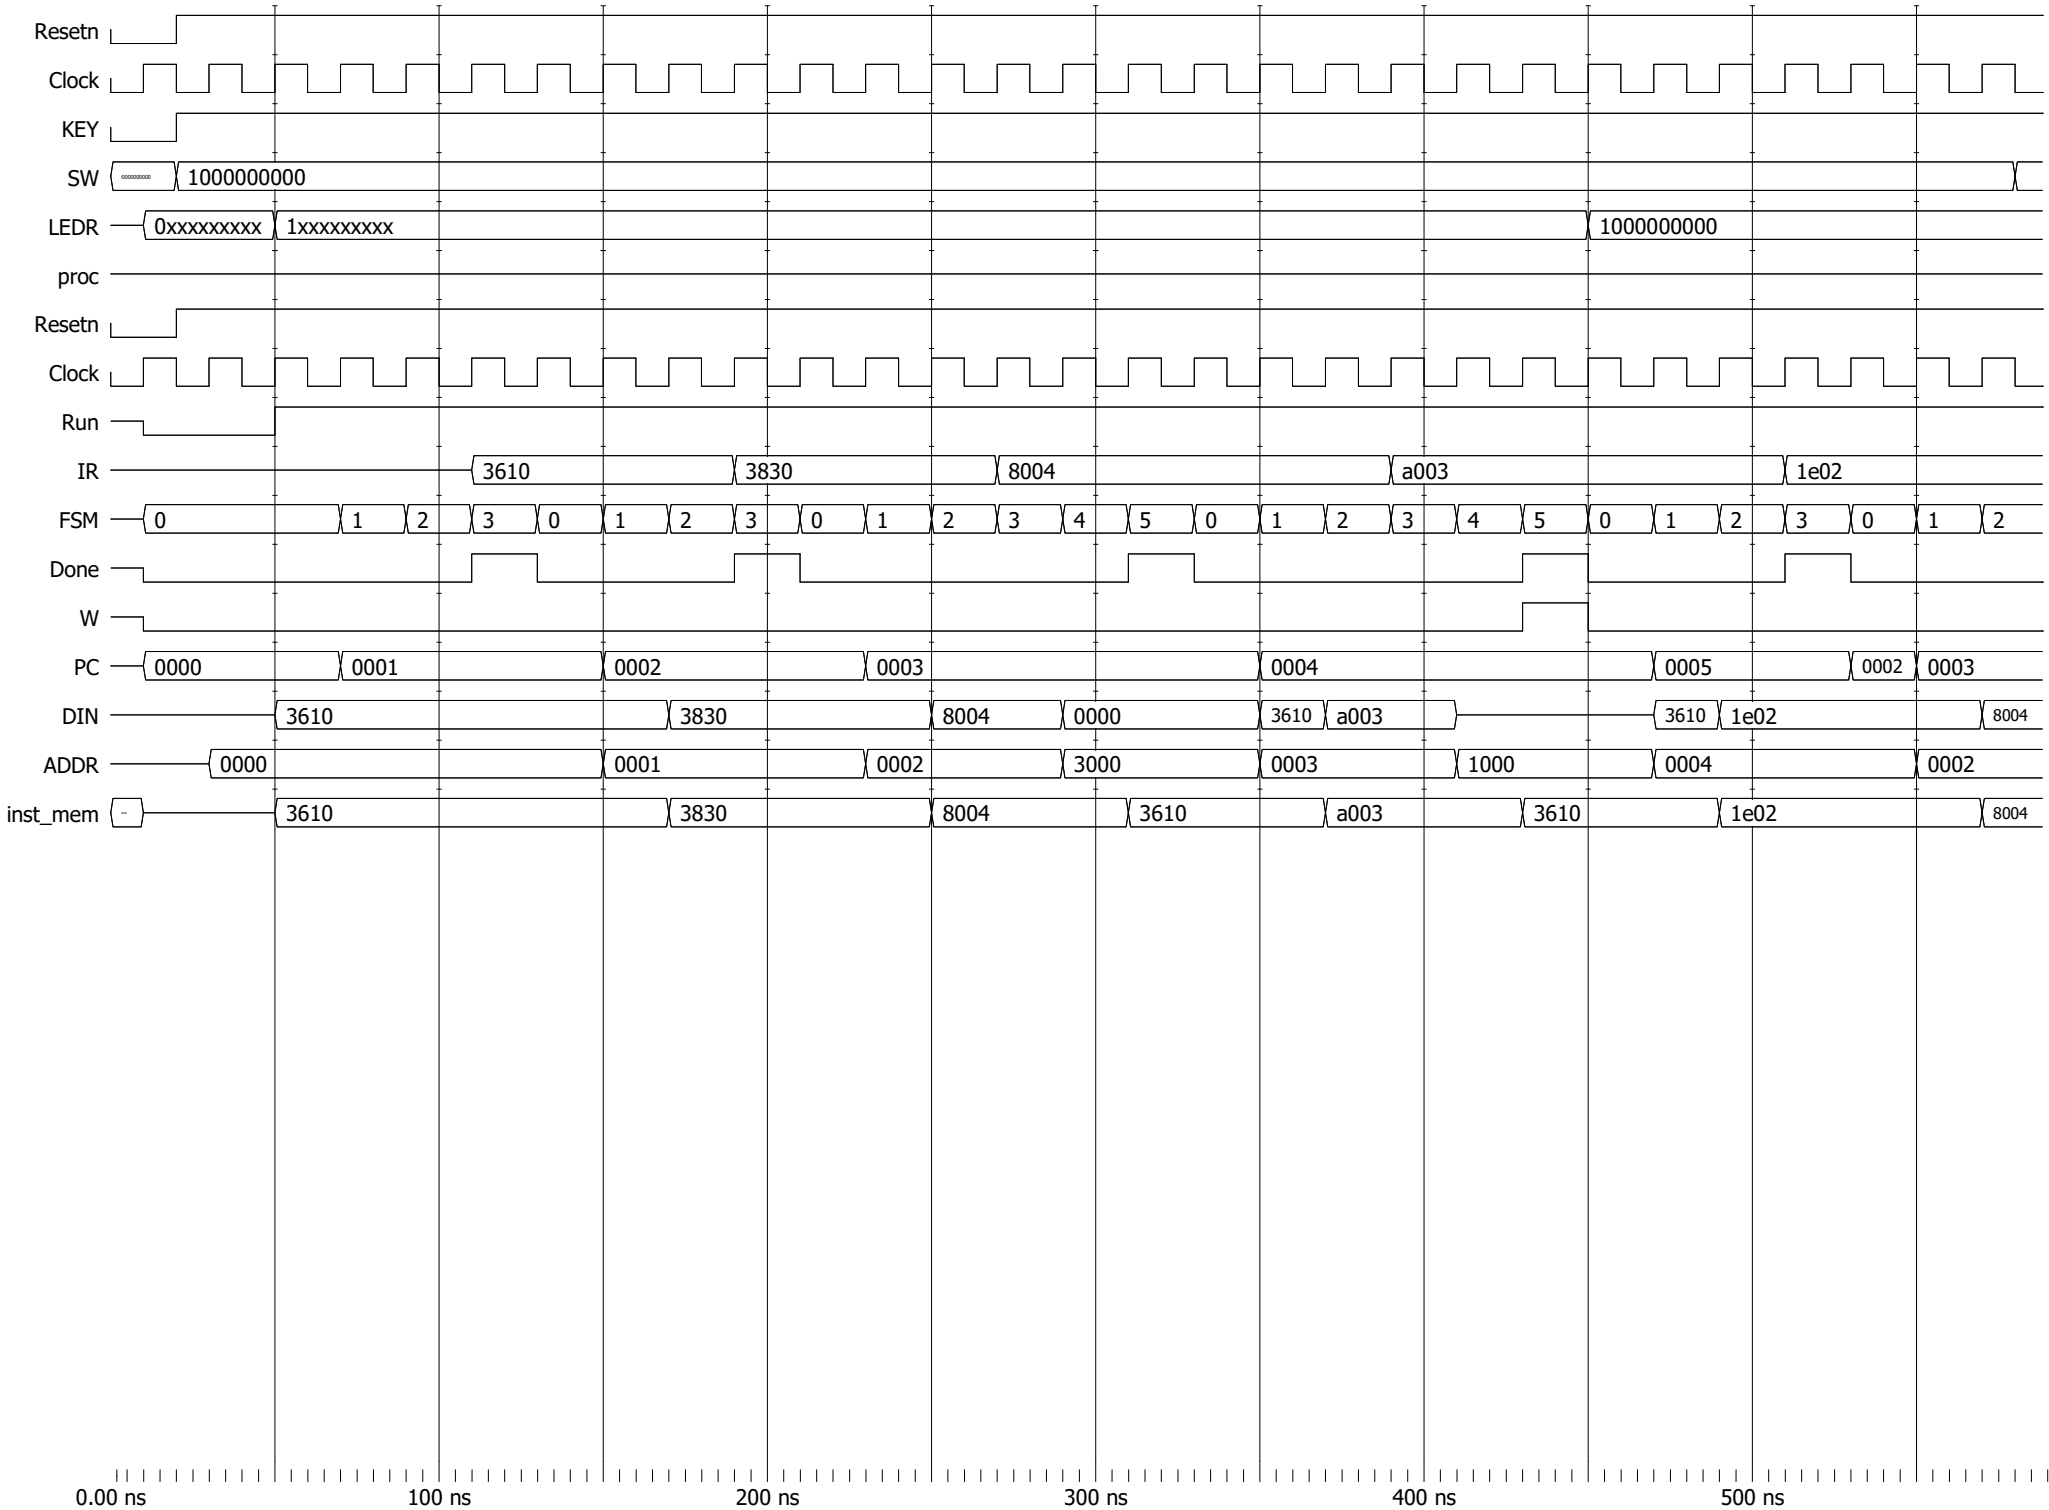 Resetn
Clock
KEY
SW 0000000000 1000000000
LEDR 0xxxxxxxxx 1xxxxxxxxx 1000000000
proc
Resetn
Clock
Run
IR 3610 3830 8004 a003 1e02
FSM 0 1 2 3 0 1 2 3 0 1 2 3 4 5 0 1 2 3 4 5 0 1 2 3 0 1 2
Done
W
PC 0000 0001 0002 0003 0004 0005 0002 0003
DIN 3610 3830 8004 0000 3610 a003 3610 1e02 8004
ADDR 0000 0001 0002 3000 0003 1000 0004 0002
inst_mem 3610 3830 8004 3610 a003 3610 1e02 8004
0.00 ns 100 ns 200 ns 300 ns 400 ns 500 ns